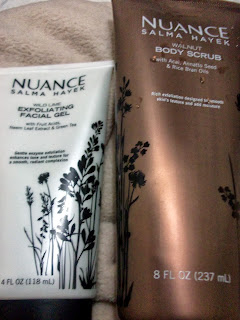 NUANCE
SALMA HAYEK
WILD LIME
EXFOLIATING
FACIAL GEL
with Fruit Acids,
Neem Leaf Extract & Green Tea
Gentle enzyme exfoliation
enhances tone and texture for
a smooth, radiant complexion.
4 FL OZ (118 mL)
NUANCE
SALMA HAYEK
WALNUT
BODY SCRUB
with Acai, Annatto Seed
& Rice Bran Oils
exfoliation designed to smooth
skin's texture and add moisture
8 FL OZ (237 mL)